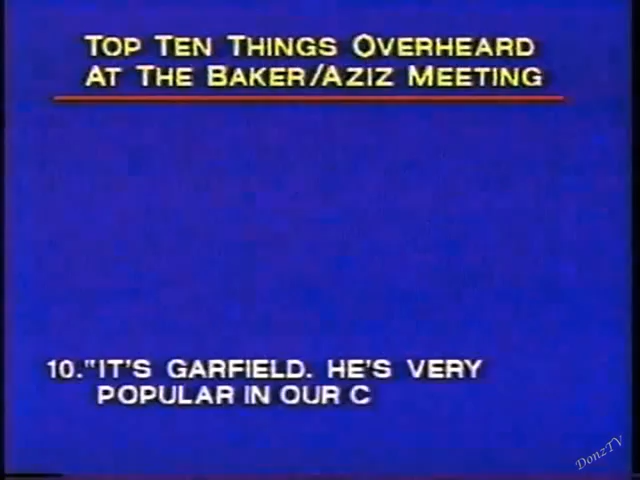 TOP TEN THINGS OVERHEARD
AT THE BAKER/AZIZ MEETING
10."IT'S GARFIELD. HE'S VERY
POPULAR IN OUR C
DonzTV